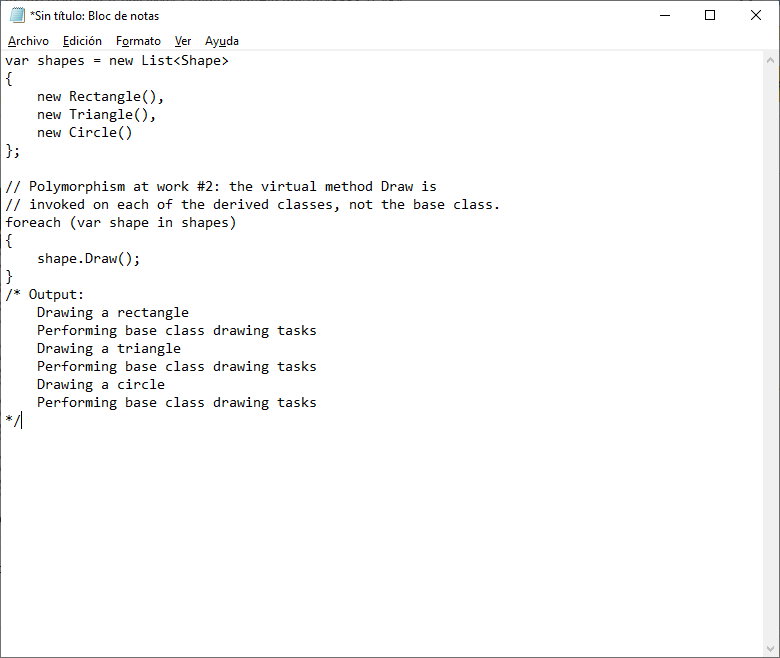 *Sin título: Bloc de notas
Archivo Edición Formato Ver Ayuda
var shapes = new List<Shape>
{
    new Rectangle(),
    new Triangle(),
    new Circle()
};

// Polymorphism at work #2: the virtual method Draw is
// invoked on each of the derived classes, not the base class.
foreach (var shape in shapes)
{
    shape.Draw();
}
/* Output:
    Drawing a rectangle
    Performing base class drawing tasks
    Drawing a triangle
    Performing base class drawing tasks
    Drawing a circle
    Performing base class drawing tasks
*/